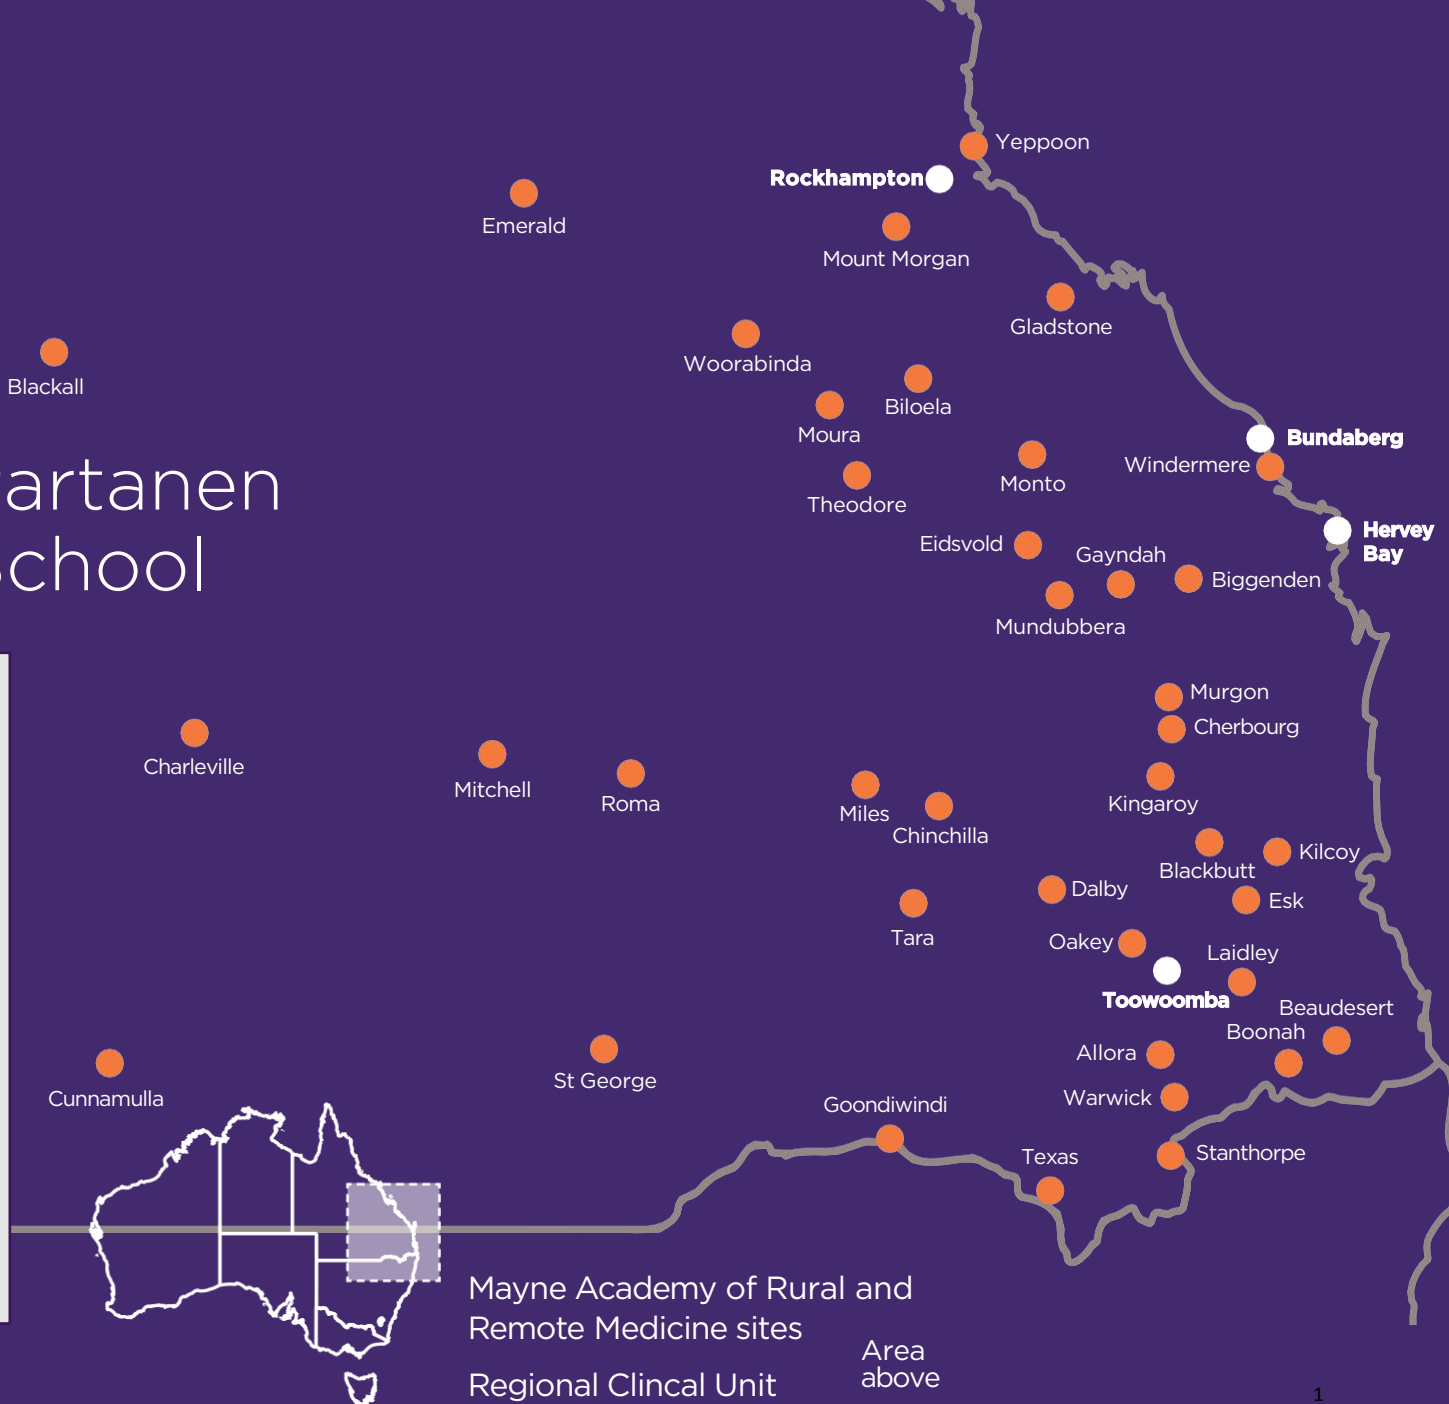 Yeppoon
Rockhampton
Emerald
Mount Morgan
Gladstone
Woorabinda
Blackall
Biloela
Moura
Bundaberg
Windermere
artanen
Monto
Theodore
Hervey
Bay
Eidsvold
Gayndah
chool
Biggenden
Mundubbera
Murgon
Cherbourg
Charleville
Mitchell
Roma
Kingaroy
Miles
Chinchilla
Kilcoy
Blackbutt
Dalby
Esk
Tara
Oakey
Laidley
Toowoomba
Beaudesert
Boonah
Allora
St George
Cunnamulla
Warwick
Goondiwindi
Stanthorpe
Texas
Mayne Academy of Rural and
Remote Medicine sites
Area
above
Regional Clincal Unit
1